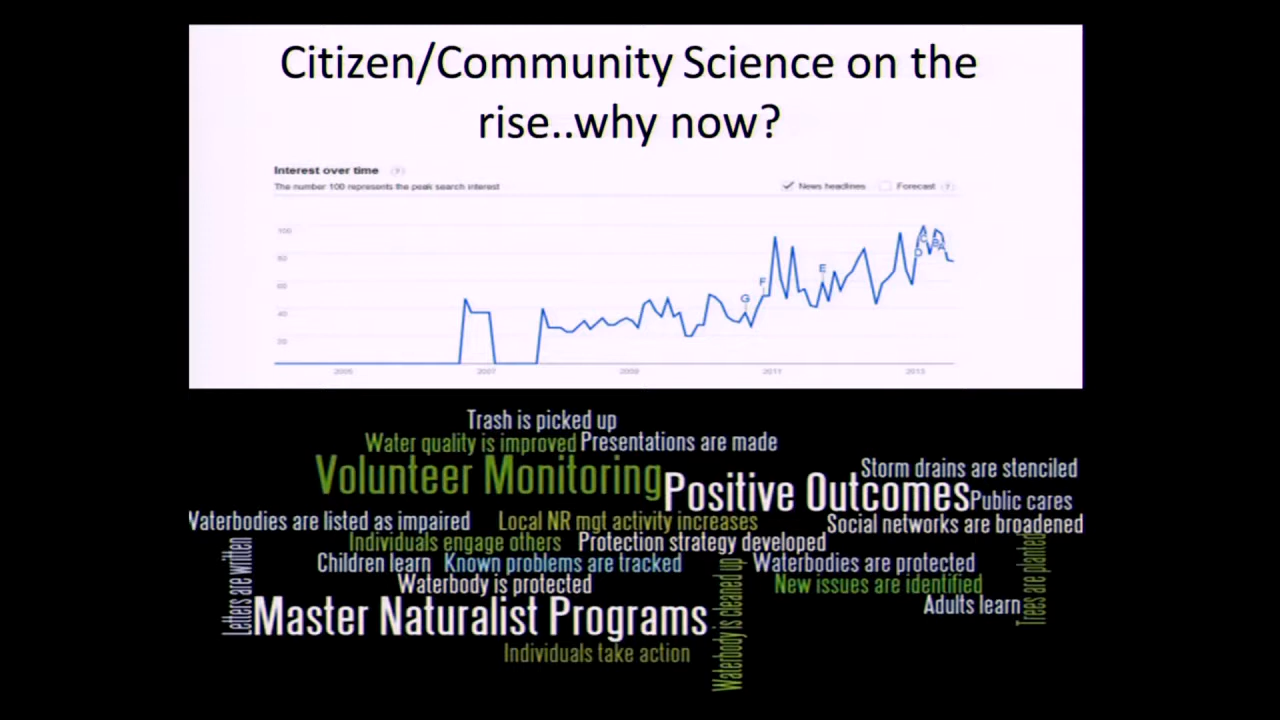 Citizen/Community Science on the
rise..why now?
Interest over time ?
The number 100 represents the peak search interest
News headlines
Forecast ?
100
80
60
40
20
G
F
E
D
C
B
A
2005
2007
2009
2011
2013
Trash is picked up
Water quality is improved
Presentations are made
Volunteer Monitoring
Positive Outcomes
Storm drains are stenciled
Public cares
Waterbodies are listed as impaired
Local NR mgt activity increases
Social networks are broadened
Individuals engage others
Protection strategy developed
Children learn
Known problems are tracked
Waterbodies are protected
Waterbody is protected
New issues are identified
Adults learn
Letters are written
Master Naturalist Programs
Waterbody is cleaned up
Trees are planted
Individuals take action